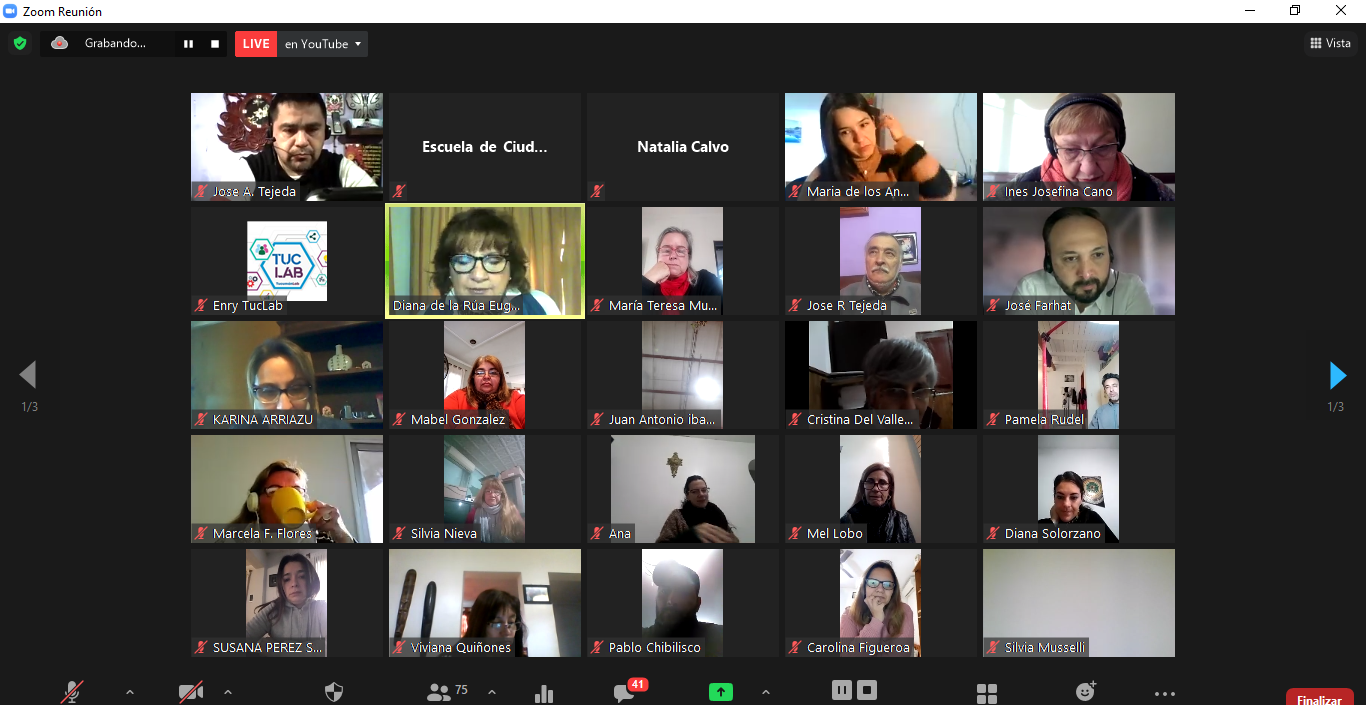 Zoom Reunión
Grabando...
LIVE en YouTube
Vista
Jose A. Tejeda
Escuela de Ciud...
Natalia Calvo
Maria de los An...
Ines Josefina Cano
TUC
LAB
Enry TucLab
Diana de la Rúa Eug...
María Teresa Mu...
Jose R Tejeda
José Farhat
1/3
KARINA ARRIAZU
Mabel Gonzalez
Juan Antonio iba...
Cristina Del Valle...
Pamela Rudel
1/3
Marcela F. Flores
Silvia Nieva
Ana
Mel Lobo
Diana Solorzano
SUSANA PEREZ S...
Viviana Quiñones
Pablo Chibilisco
Carolina Figueroa
Silvia Musselli
75
41
Finalizar